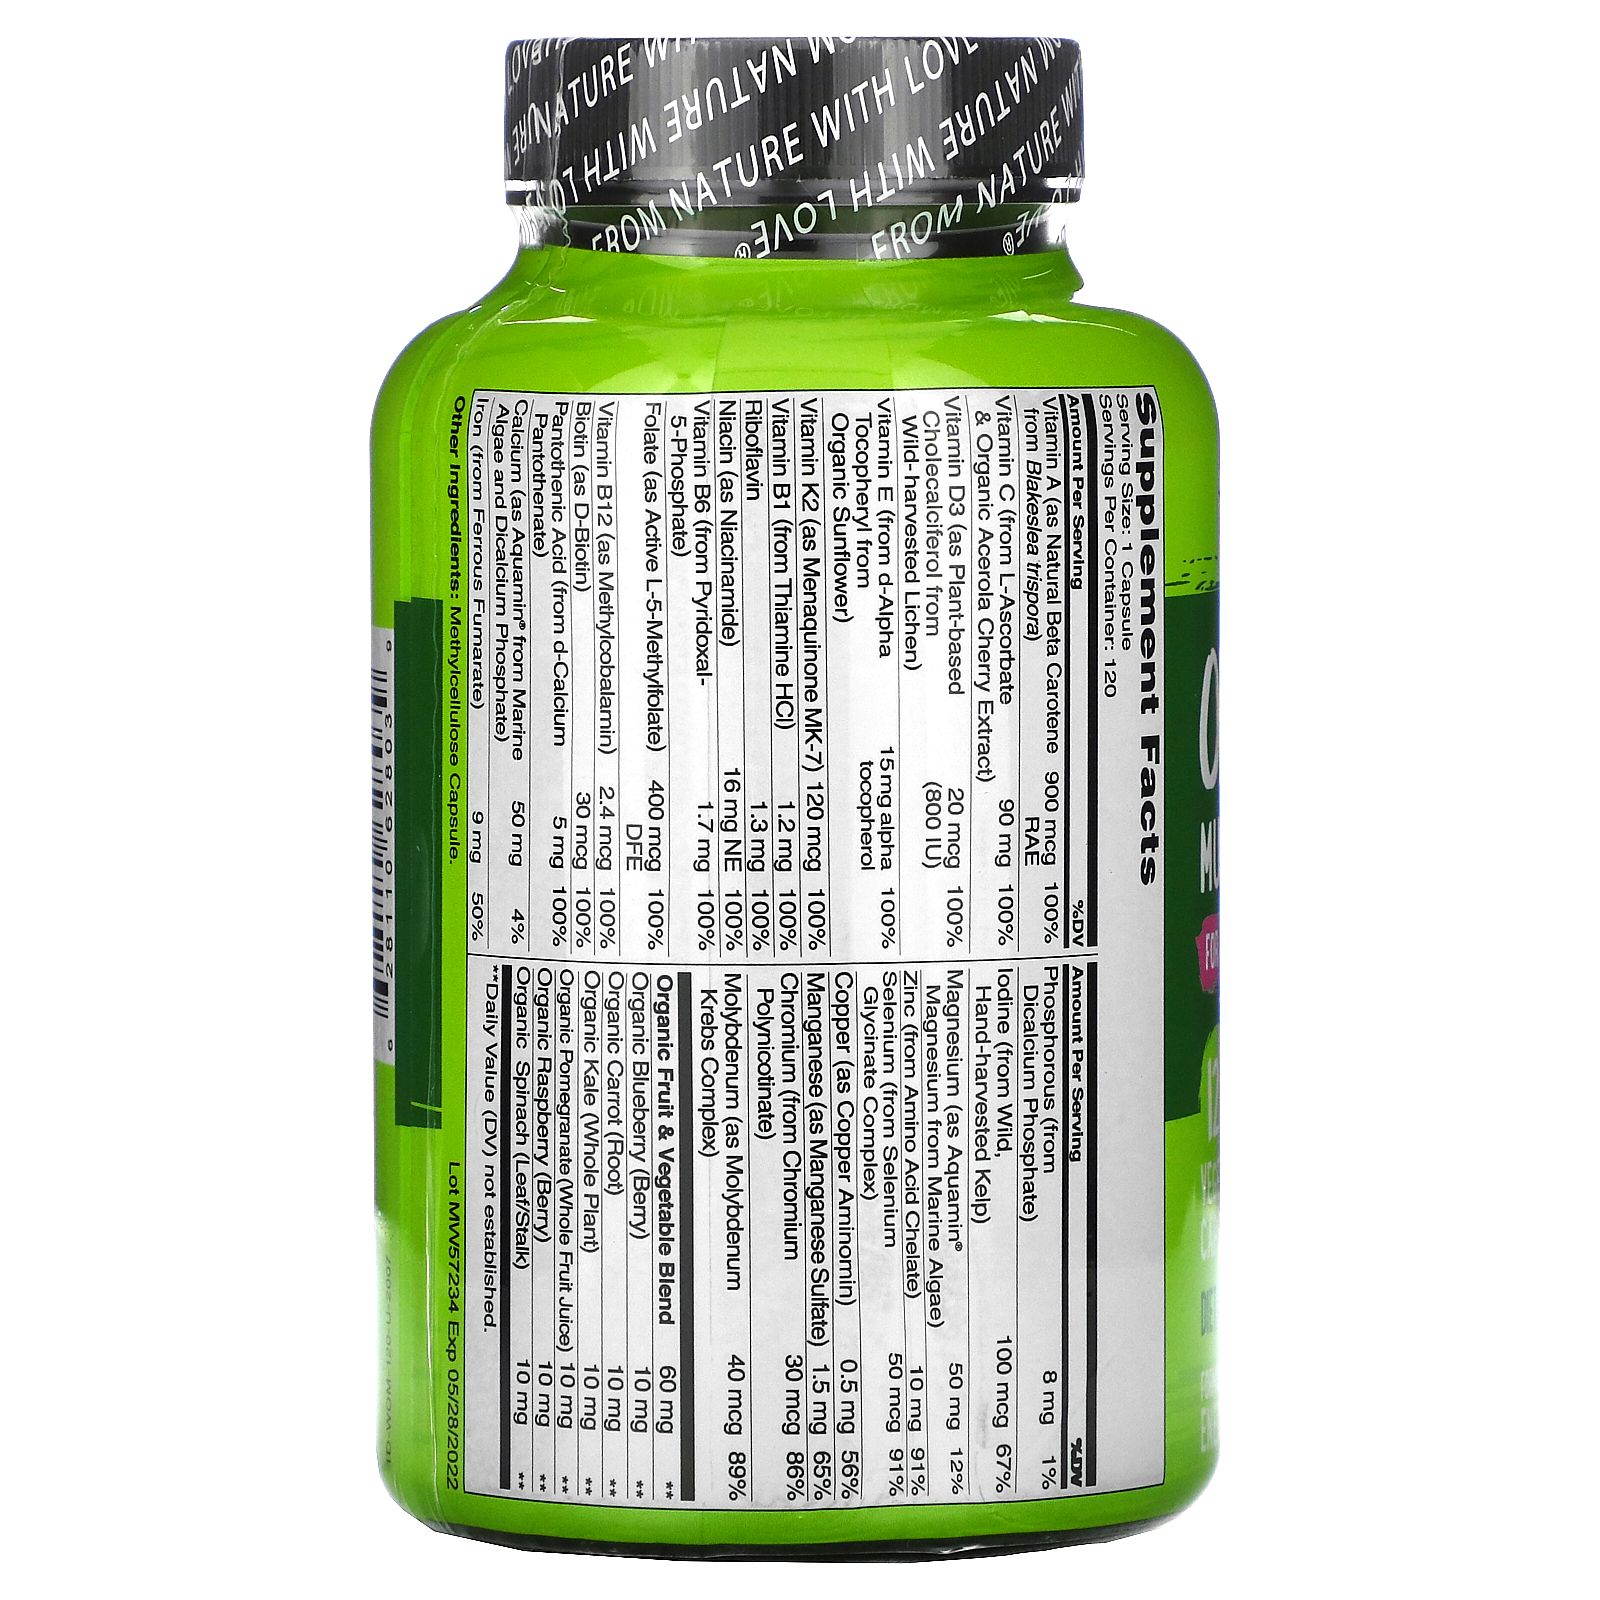 FROM NATURE WITH LOVE®
FROM NATURE WITH LOVE
Supplement Facts
Serving Size: 1 Capsule
Servings Per Container: 120
Amount Per Serving %DV
Vitamin A (as Natural Beta Carotene 900 mcg 100%
from Blakeslea trispora) RAE
Vitamin C (from L-Ascorbate 90 mg 100%
& Organic Acerola Cherry Extract)
Vitamin D3 (as Plant-based 20 mcg 100%
Cholecalciferol from (800 IU)
Wild-harvested Lichen)
Vitamin E (from d-Alpha 15mg alpha 100%
Tocopheryl from tocopherol
Organic Sunflower)
Vitamin K2 (as Menaquinone MK-7) 120 mcg 100%
Vitamin B1 (from Thiamine HCl) 1.2 mg 100%
Riboflavin 1.3 mg 100%
Niacin (as Niacinamide) 16 mg NE 100%
Vitamin B6 (from Pyridoxal- 1.7 mg 100%
5-Phosphate)
Folate (as Active L-5-Methylfolate) 400 mcg 100%
DFE
Vitamin B12 (as Methylcobalamin) 2.4 mcg 100%
Biotin (as D-Biotin) 30 mcg 100%
Pantothenic Acid (from d-Calcium 5 mg 100%
Pantothenate)
Calcium (as Aquamin® from Marine 50 mg 4%
Algae and Dicalcium Phosphate)
Iron (from Ferrous Fumarate) 9 mg 50%
Amount Per Serving %DV
Phosphorous (from 8 mg 1%
Dicalcium Phosphate)
Iodine (from Wild, 100 mcg 67%
Hand-harvested Kelp)
Magnesium (as Aquamin® 50 mg 12%
Magnesium from Marine Algae)
Zinc (from Amino Acid Chelate) 10 mg 91%
Selenium (from Selenium 50 mcg 91%
Glycinate Complex)
Copper (as Copper Aminomin) 0.5 mg 56%
Manganese (as Manganese Sulfate) 1.5 mg 65%
Chromium (from Chromium 30 mcg 86%
Polynicotinate)
Molybdenum (as Molybdenum 40 mcg 89%
Krebs Complex)
Organic Fruit & Vegetable Blend 60 mg **
Organic Blueberry (Berry) 10 mg **
Organic Carrot (Root) 10 mg **
Organic Kale (Whole Plant) 10 mg **
Organic Pomegranate (Whole Fruit Juice) 10 mg **
Organic Raspberry (Berry) 10 mg **
Organic Spinach (Leaf/Stalk) 10 mg **
**Daily Value (DV) not established.
Other Ingredients: Methylcellulose Capsule.
Lot MW57234 Exp 05/28/2022
ID WOM-120-U-2007
6 28110 62803 9